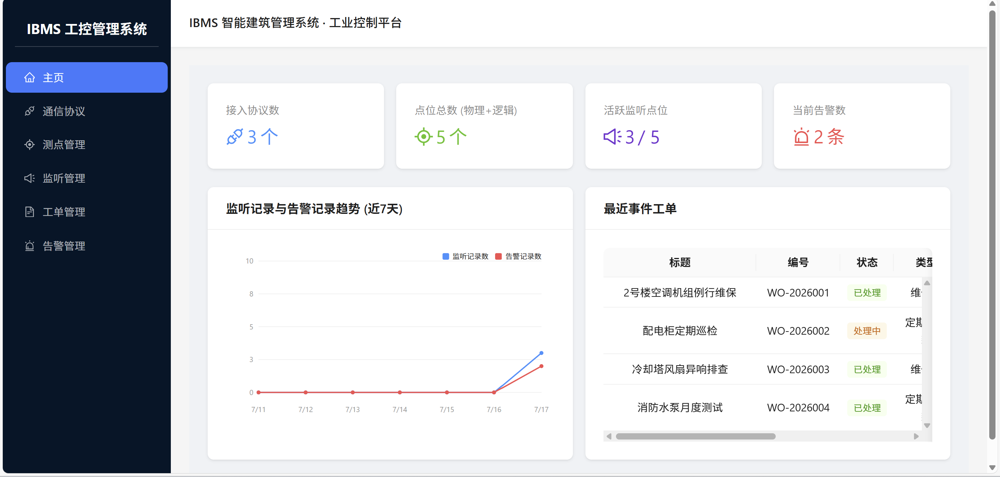 IBMS 工控管理系统
主页
通信协议
测点管理
监听管理
工单管理
告警管理
IBMS 智能建筑管理系统 · 工业控制平台
接入协议数
3 个
点位总数 (物理+逻辑)
5 个
活跃监听点位
3 / 5
当前告警数
2 条
监听记录与告警记录趋势 (近7天)
监听记录数 告警记录数
10
8
5
3
0
7/11 7/12 7/13 7/14 7/15 7/16 7/17
最近事件工单
标题 编号 状态 类型
2号楼空调机组例行维保 WO-2026001 已处理 维
配电柜定期巡检 WO-2026002 处理中 定期
冷却塔风扇异响排查 WO-2026003 已处理 维
消防水泵月度测试 WO-2026004 已处理 定期